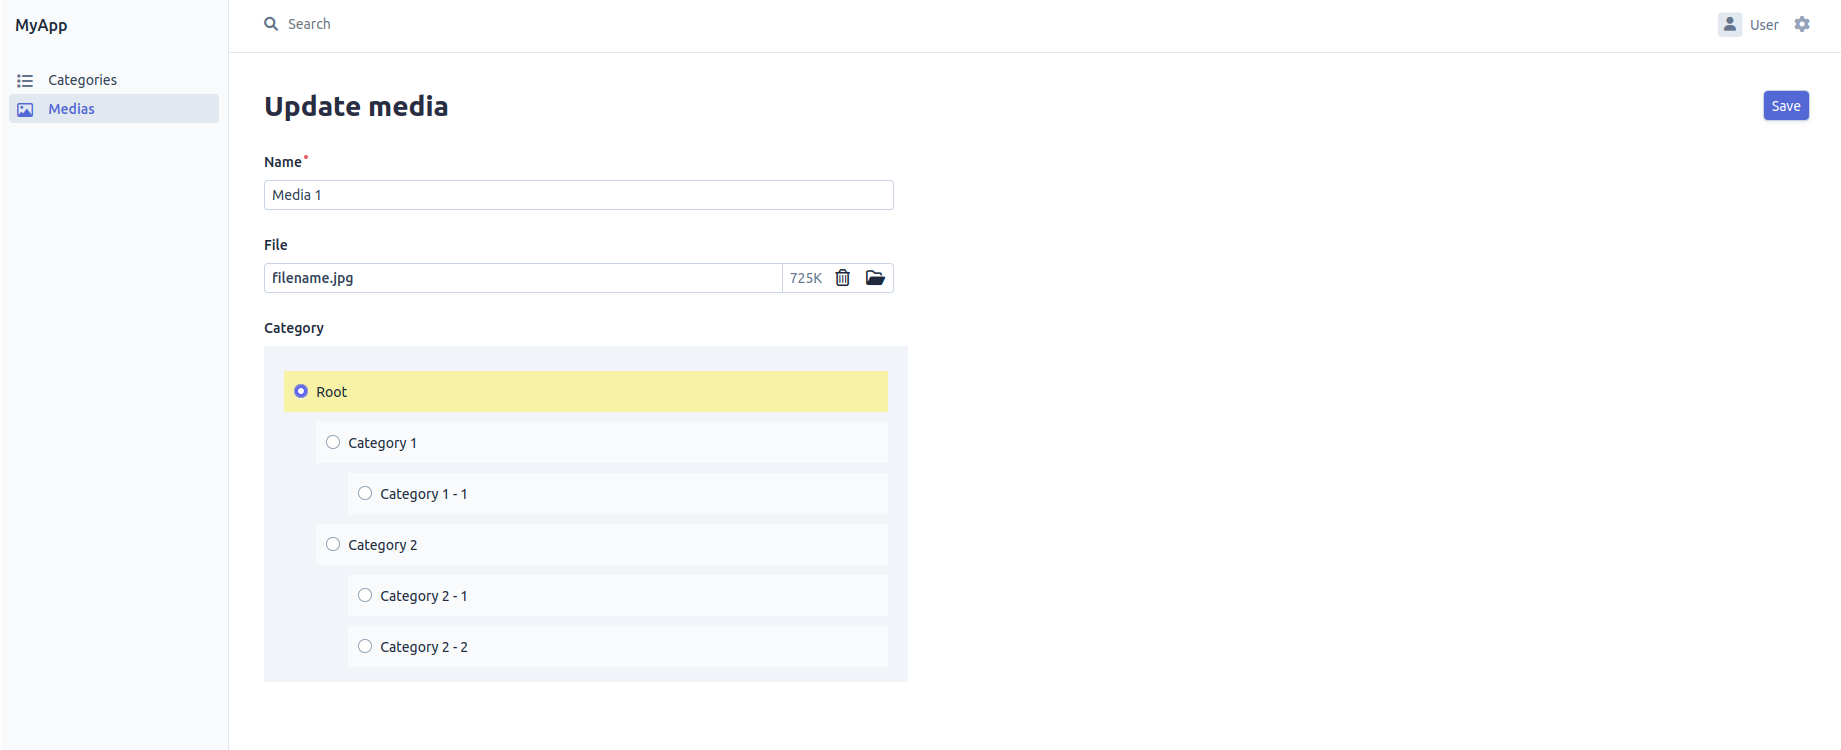 MyApp
Search
User
Categories
Medias
Update media
Save
Name*
Media 1
File
filename.jpg
725K
Category
Root
Category 1
Category 1 - 1
Category 2
Category 2 - 1
Category 2 - 2